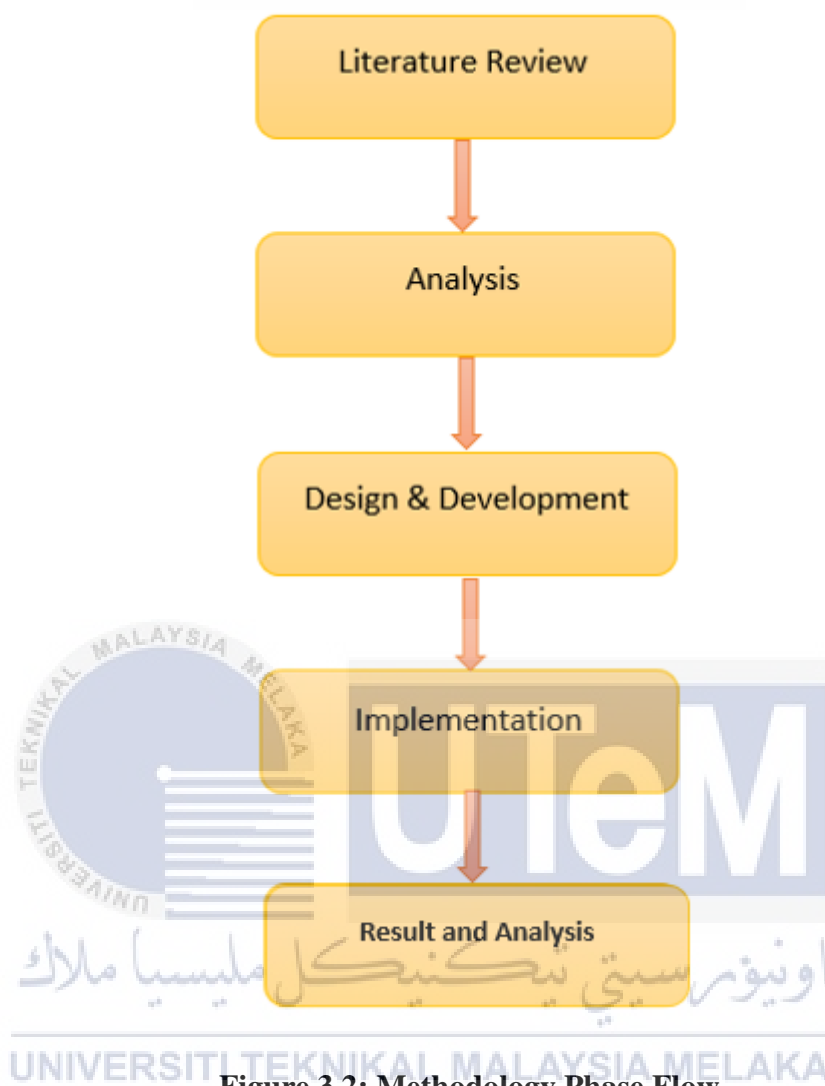 Literature Review
Analysis
Design & Development
UNIVERSITI TEKNIKAL MALAYSIA MELAKA
UTeM
Implementation
Result and Analysis
اونيۏرسيتي تيكنيكل مليسيا ملاك
UNIVERSITI TEKNIKAL MALAYSIA MELAKA
Figure 3.2: Methodology Phase Flow